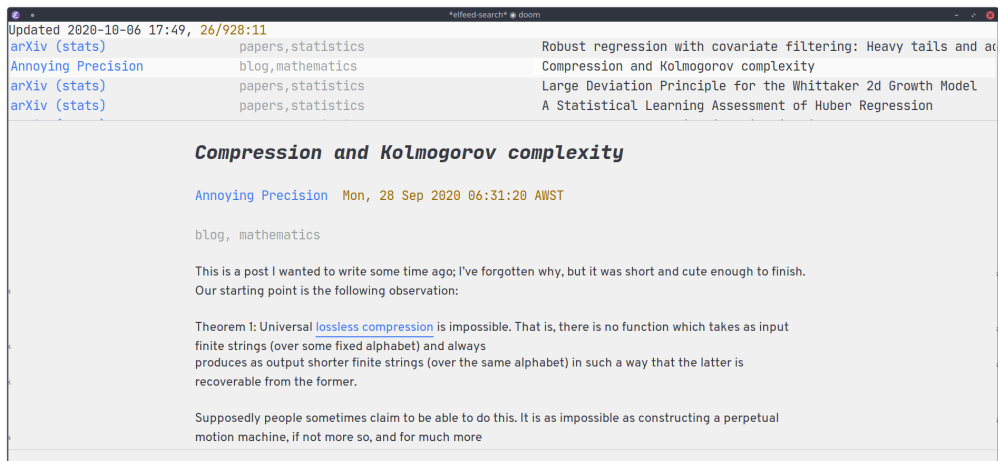 *elfeed-search* ◉ doom
Updated 2020-10-06 17:49, 26/928:11
arXiv (stats) papers,statistics Robust regression with covariate filtering: Heavy tails and ad
Annoying Precision blog,mathematics Compression and Kolmogorov complexity
arXiv (stats) papers,statistics Large Deviation Principle for the Whittaker 2d Growth Model
arXiv (stats) papers,statistics A Statistical Learning Assessment of Huber Regression
Compression and Kolmogorov complexity
Annoying Precision Mon, 28 Sep 2020 06:31:20 AWST
blog, mathematics
This is a post I wanted to write some time ago; I've forgotten why, but it was short and cute enough to finish.
Our starting point is the following observation:
Theorem 1: Universal lossless compression is impossible. That is, there is no function which takes as input
finite strings (over some fixed alphabet) and always
produces as output shorter finite strings (over the same alphabet) in such a way that the latter is
recoverable from the former.
Supposedly people sometimes claim to be able to do this. It is as impossible as constructing a perpetual
motion machine, if not more so, and for much more